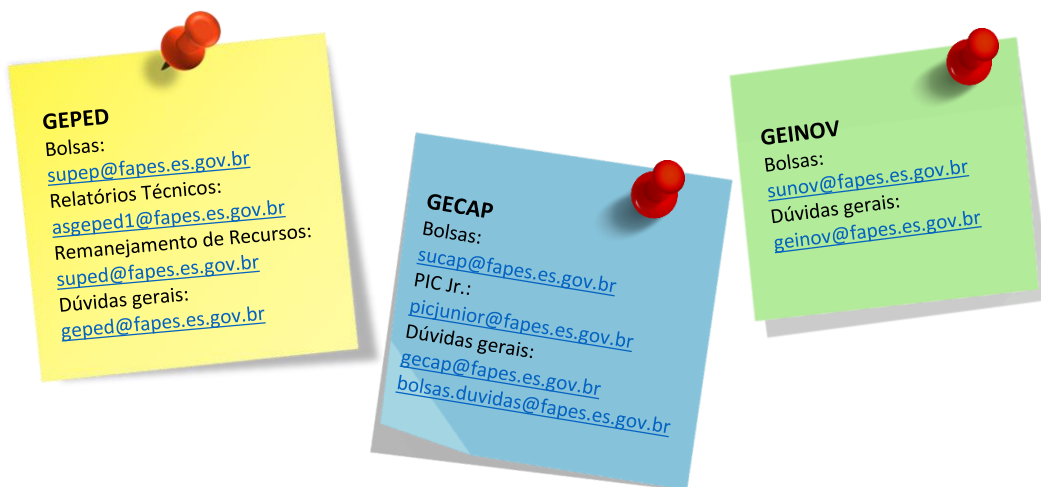 GEPED
Bolsas:
supep@fapes.es.gov.br
Relatórios Técnicos:
asgeped1@fapes.es.gov.br
Remanejamento de Recursos:
suped@fapes.es.gov.br
Dúvidas gerais:
geped@fapes.es.gov.br
GECAP
Bolsas:
sucap@fapes.es.gov.br
PIC Jr.:
picjunior@fapes.es.gov.br
Dúvidas gerais:
gecap@fapes.es.gov.br
bolsas.duvidas@fapes.es.gov.br
GEINOV
Bolsas:
sunov@fapes.es.gov.br
Dúvidas gerais:
geinov@fapes.es.gov.br